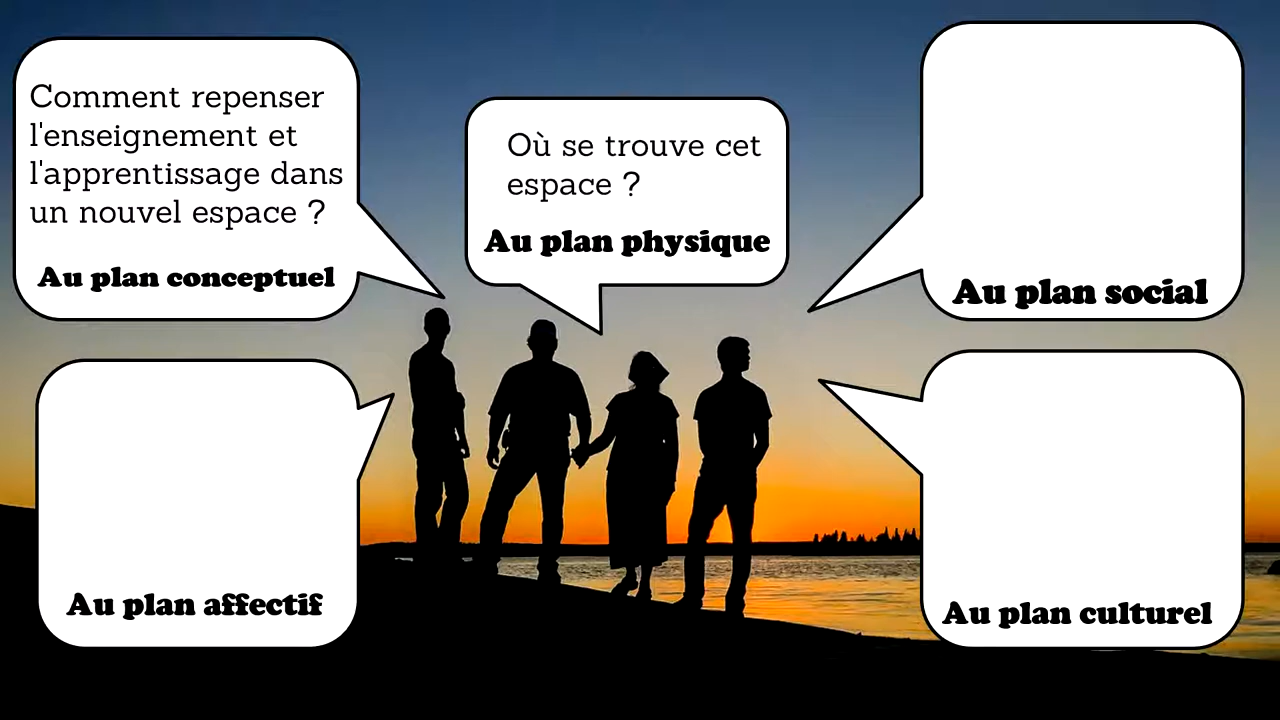 Comment repenser
l'enseignement et
l'apprentissage dans
un nouvel espace ?
Au plan conceptuel
Où se trouve cet
espace ?
Au plan physique
Au plan social
Au plan affectif
Au plan culturel